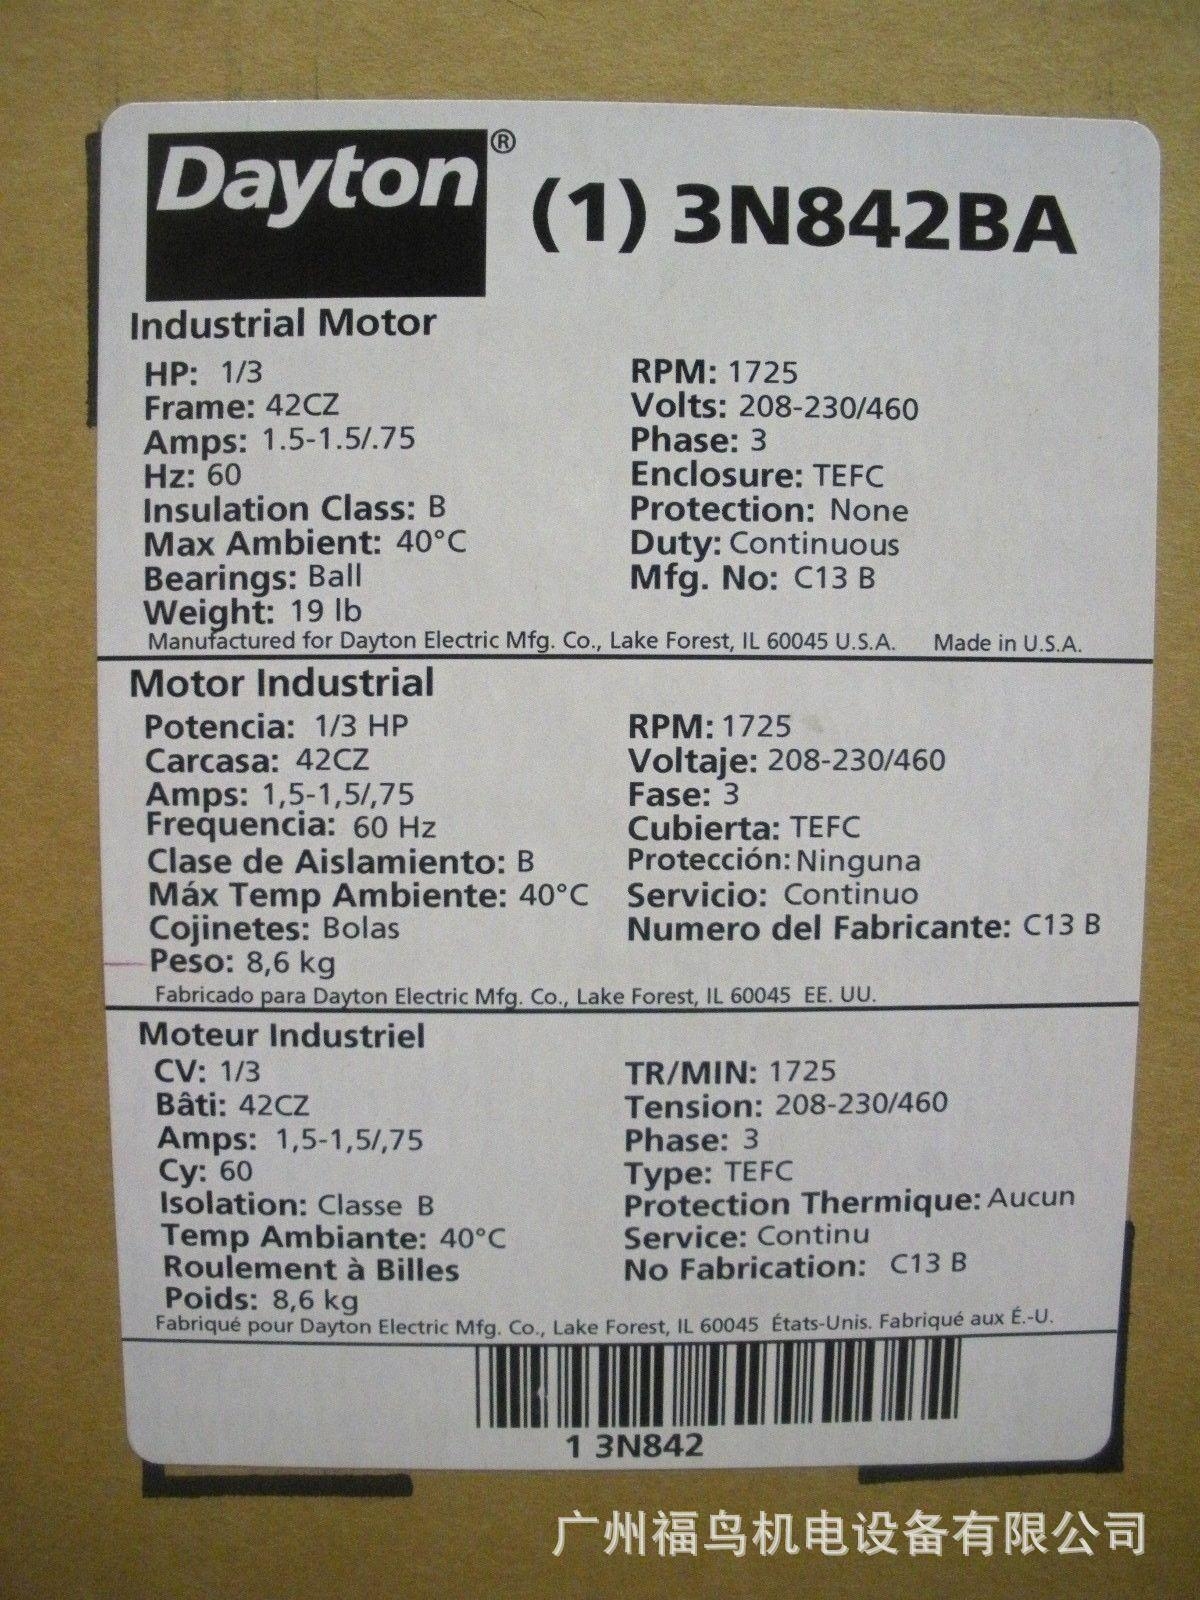 Dayton® (1) 3N842BA
Industrial Motor
HP: 1/3 RPM: 1725
Frame: 42CZ Volts: 208-230/460
Amps: 1.5-1.5/.75 Phase: 3
Hz: 60 Enclosure: TEFC
Insulation Class: B Protection: None
Max Ambient: 40°C Duty: Continuous
Bearings: Ball Mfg. No: C13 B
Weight: 19 lb
Manufactured for Dayton Electric Mfg. Co., Lake Forest, IL 60045 U.S.A. Made in U.S.A.
Motor Industrial
Potencia: 1/3 HP RPM: 1725
Carcasa: 42CZ Voltaje: 208-230/460
Amps: 1,5-1,5/,75 Fase: 3
Frequencia: 60 Hz Cubierta: TEFC
Clase de Aislamiento: B Protección: Ninguna
Máx Temp Ambiente: 40°C Servicio: Continuo
Cojinetes: Bolas Numero del Fabricante: C13 B
Peso: 8,6 kg
Fabricado para Dayton Electric Mfg. Co., Lake Forest, IL 60045 EE. UU.
Moteur Industriel
CV: 1/3 TR/MIN: 1725
Bâti: 42CZ Tension: 208-230/460
Amps: 1,5-1,5/,75 Phase: 3
Cy: 60 Type: TEFC
Isolation: Classe B Protection Thermique: Aucun
Temp Ambiante: 40°C Service: Continu
Roulement à Billes No Fabrication: C13 B
Poids: 8,6 kg
Fabriqué pour Dayton Electric Mfg. Co., Lake Forest, IL 60045 États-Unis. Fabriqué aux É.-U.
1 3N842
广州福鸟机电设备有限公司